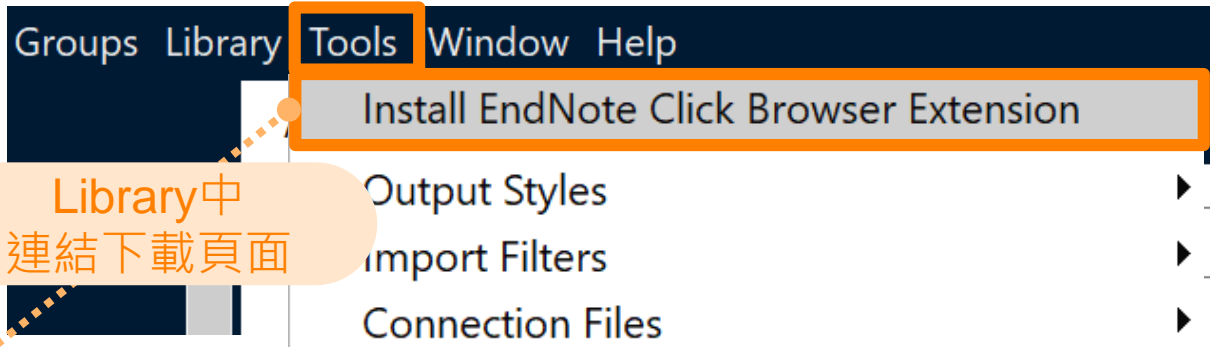 Groups Library Tools Window Help
Install EndNote Click Browser Extension
Library中
連結下載頁面
Output Styles
Import Filters
Connection Files